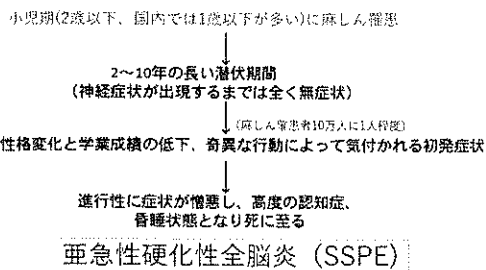 小児期(2歳以下、国内では1歳以下が多い)に麻しん罹患
2～10年の長い潜伏期間
(神経症状が出現するまでは全く無症状)
(麻しん罹患者10万人に1人程度)
性格変化と学業成績の低下、奇異な行動によって気付かれる初発症状
進行性に症状が憎悪し、高度の認知症、
昏睡状態となり死に至る
亜急性硬化性全脳炎（SSPE）